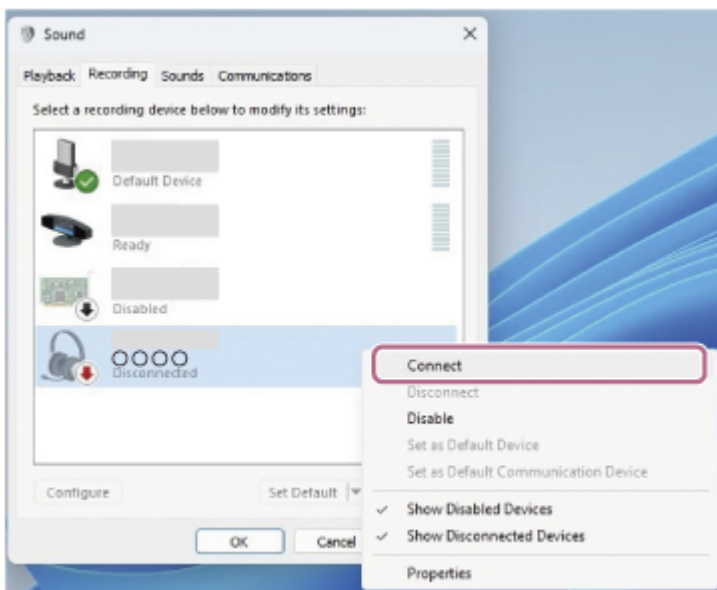 Sound
Playback Recording Sounds Communications
Select a recording device below to modify its settings:
Default Device
Ready
Disabled
○○○○
Disconnected
Configure
Set Default
OK
Cancel
Connect
Disconnect
Disable
Set as Default Device
Set as Default Communication Device
Show Disabled Devices
Show Disconnected Devices
Properties